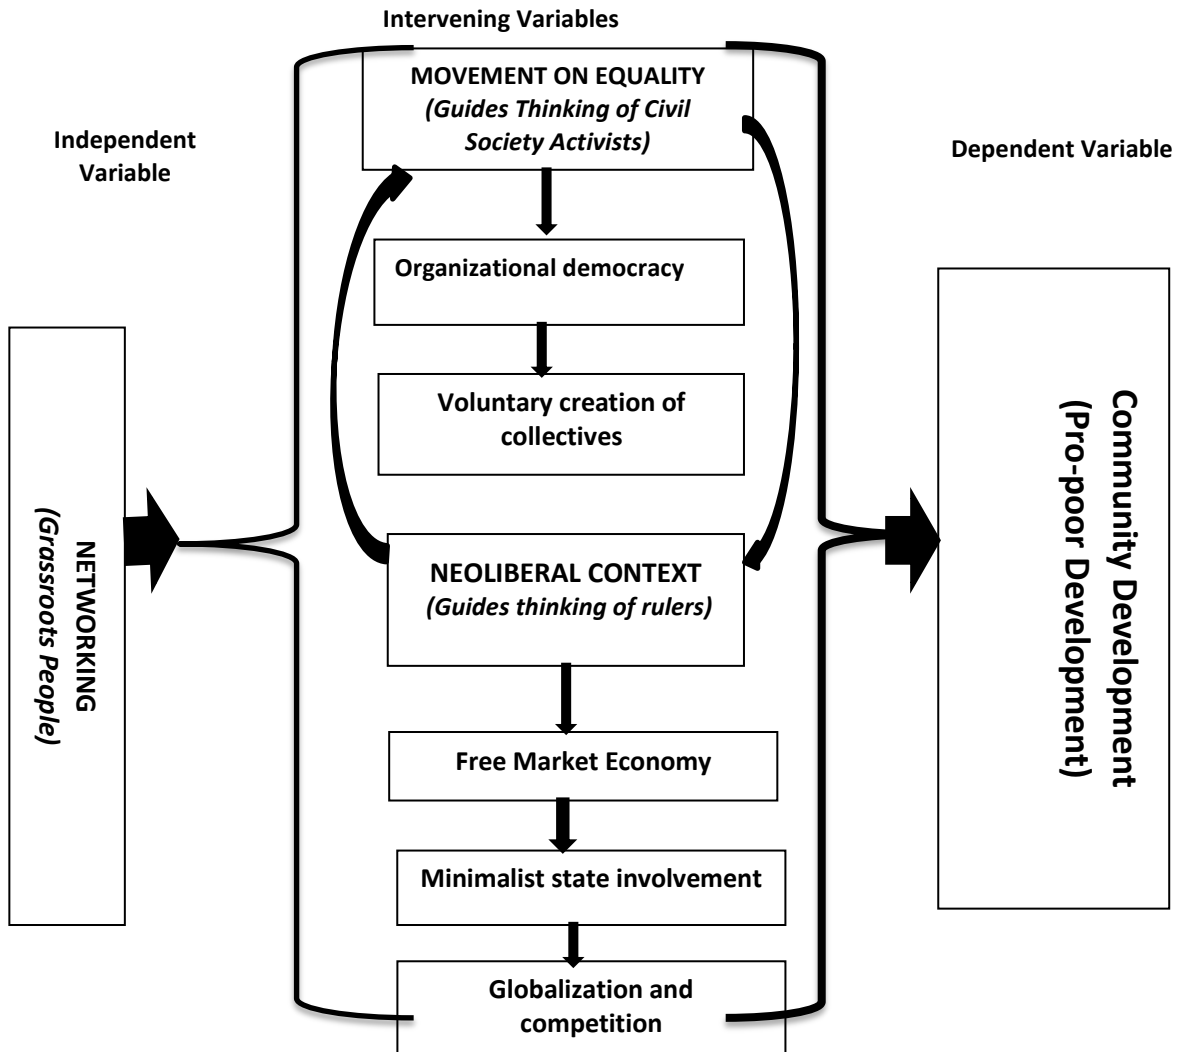 Intervening Variables
MOVEMENT ON EQUALITY
(Guides Thinking of Civil
Society Activists)
Independent
Variable
Dependent Variable
Organizational democracy
Voluntary creation of
collectives
NETWORKING
(Grassroots People)
NEOLIBERAL CONTEXT
(Guides thinking of rulers)
Community Development
(Pro-poor Development)
Free Market Economy
Minimalist state involvement
Globalization and
competition